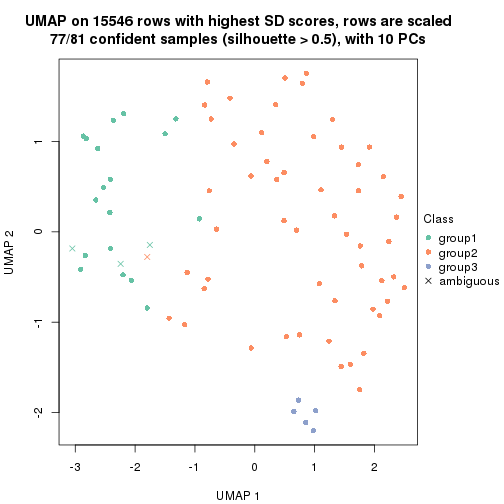 UMAP on 15546 rows with highest SD scores, rows are scaled
77/81 confident samples (silhouette > 0.5), with 10 PCs
1
0
-1
-2
UMAP 2
-3
-2
-1
0
1
2
UMAP 1
Class
group1
group2
group3
ambiguous